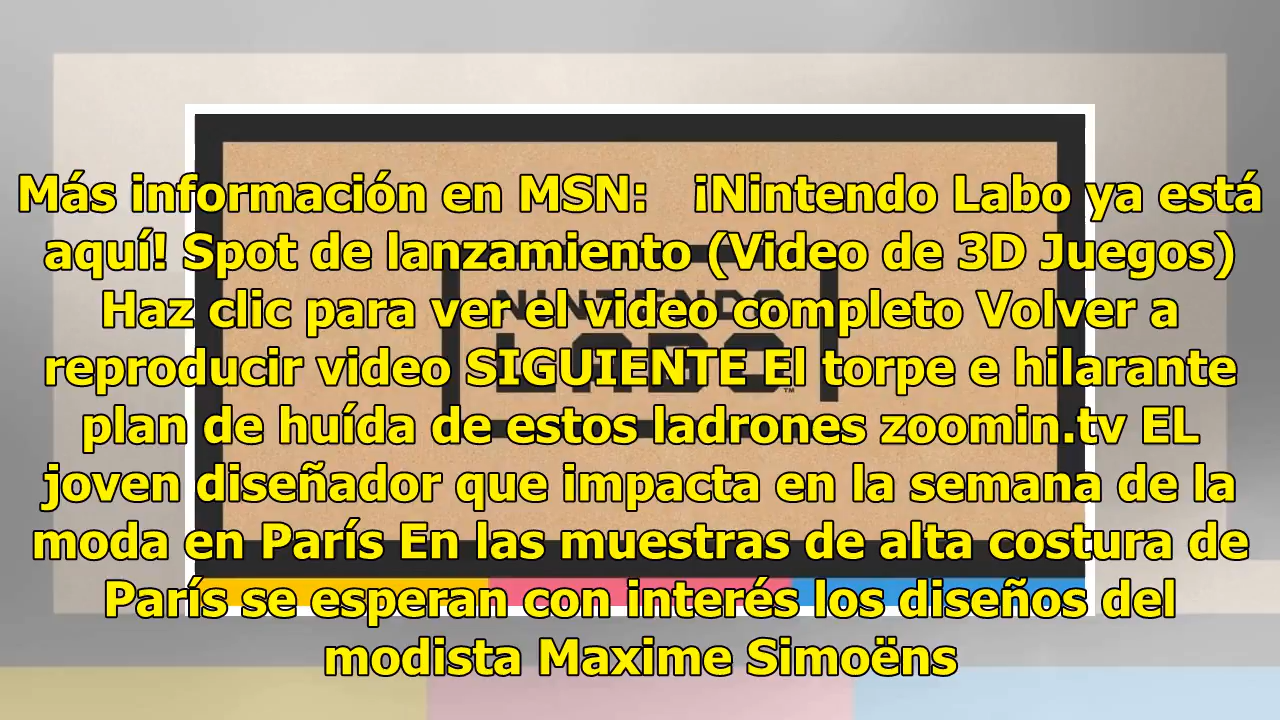 Más información en MSN:   ¡Nintendo Labo ya está
aquí! Spot de lanzamiento (Video de 3D Juegos)
Haz clic para ver el video completo Volver a
reproducir video SIGUIENTE El torpe e hilarante
plan de huída de estos ladrones zoomin.tv EL
joven diseñador que impacta en la semana de la
moda en París En las muestras de alta costura de
París se esperan con interés los diseños del
modista Maxime Simoëns
NINTENDO
LABO™